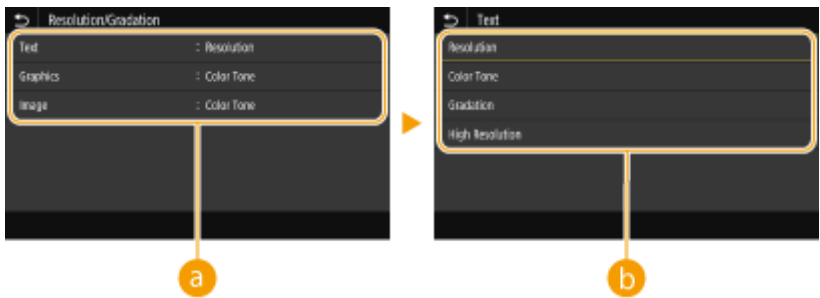 Resolution/Gradation
Text : Resolution
Graphics : Color Tone
Image : Color Tone
a
Text
Resolution
Color Tone
Gradation
High Resolution
b